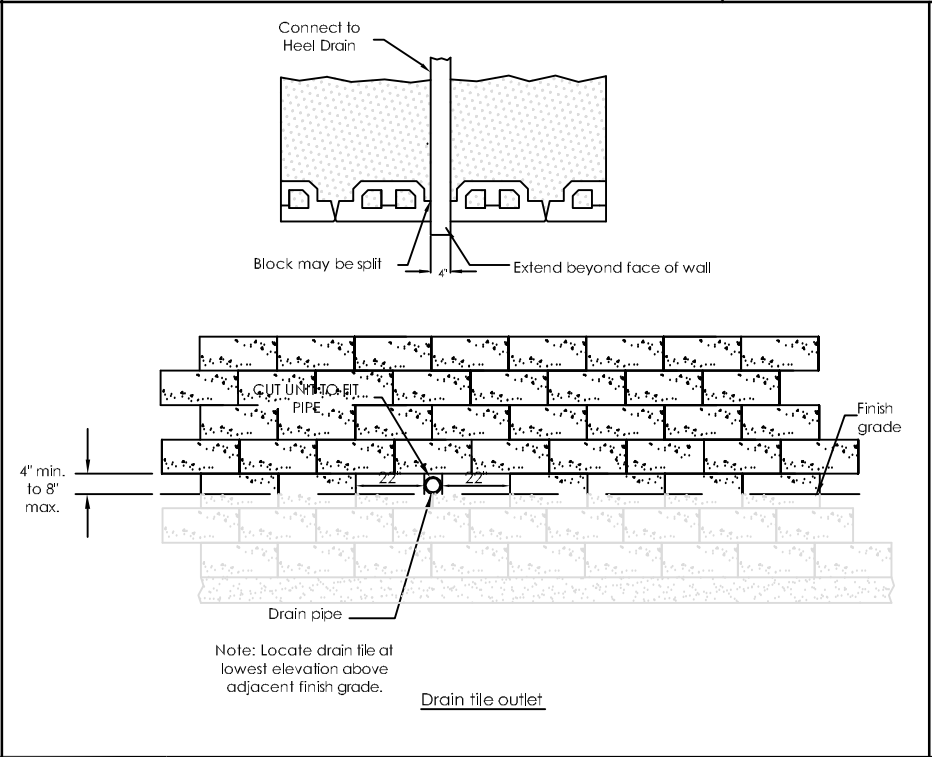 Connect to
Heel Drain
Block may be split
4"
Extend beyond face of wall
CUT UNIT TO FIT
PIPE
Finish
grade
4" min.
to 8"
max.
22"
22"
Drain pipe
Note: Locate drain tile at
lowest elevation above
adjacent finish grade.
Drain tile outlet